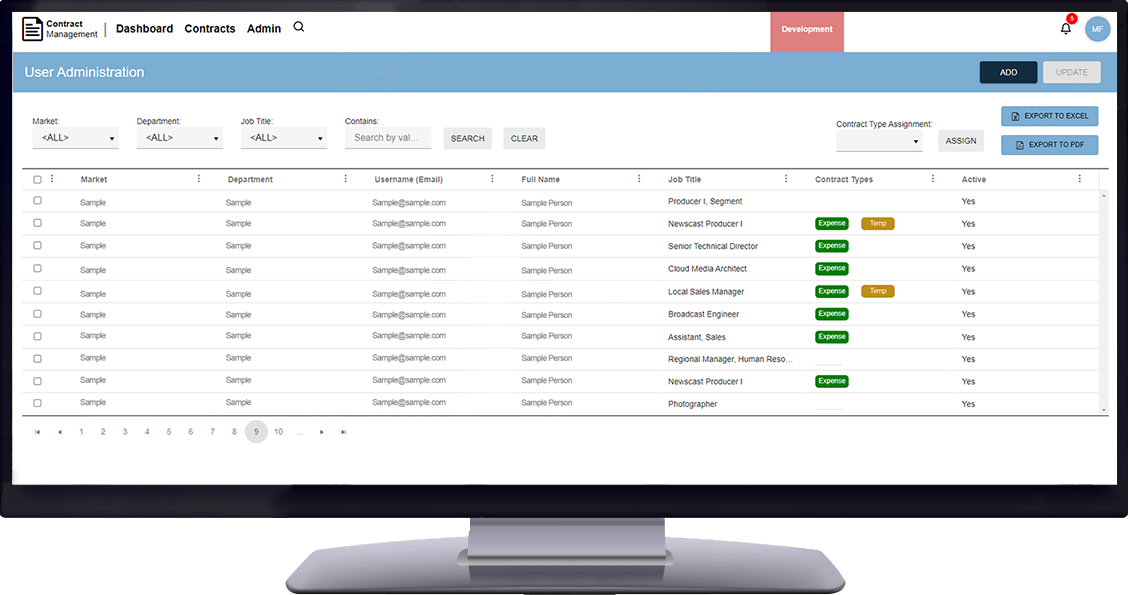 Contract
Management | Dashboard Contracts Admin Development 5 MF
User Administration ADD UPDATE
Market: Department: Job Title: Contains: Contract Type Assignment: EXPORT TO EXCEL
<ALL> <ALL> <ALL> Search by val... SEARCH CLEAR ASSIGN EXPORT TO PDF
Market Department Username (Email) Full Name Job Title Contract Types Active
Sample Sample Sample@sample.com Sample Person Producer I, Segment Yes
Sample Sample Sample@sample.com Sample Person Newscast Producer I Expense Temp Yes
Sample Sample Sample@sample.com Sample Person Senior Technical Director Expense Yes
Sample Sample Sample@sample.com Sample Person Cloud Media Architect Expense Yes
Sample Sample Sample@sample.com Sample Person Local Sales Manager Expense Temp Yes
Sample Sample Sample@sample.com Sample Person Broadcast Engineer Expense Yes
Sample Sample Sample@sample.com Sample Person Assistant, Sales Expense Yes
Sample Sample Sample@sample.com Sample Person Regional Manager, Human Reso... Yes
Sample Sample Sample@sample.com Sample Person Newscast Producer I Expense Yes
Sample Sample Sample@sample.com Sample Person Photographer Yes
1 2 3 4 5 6 7 8 9 10 ...